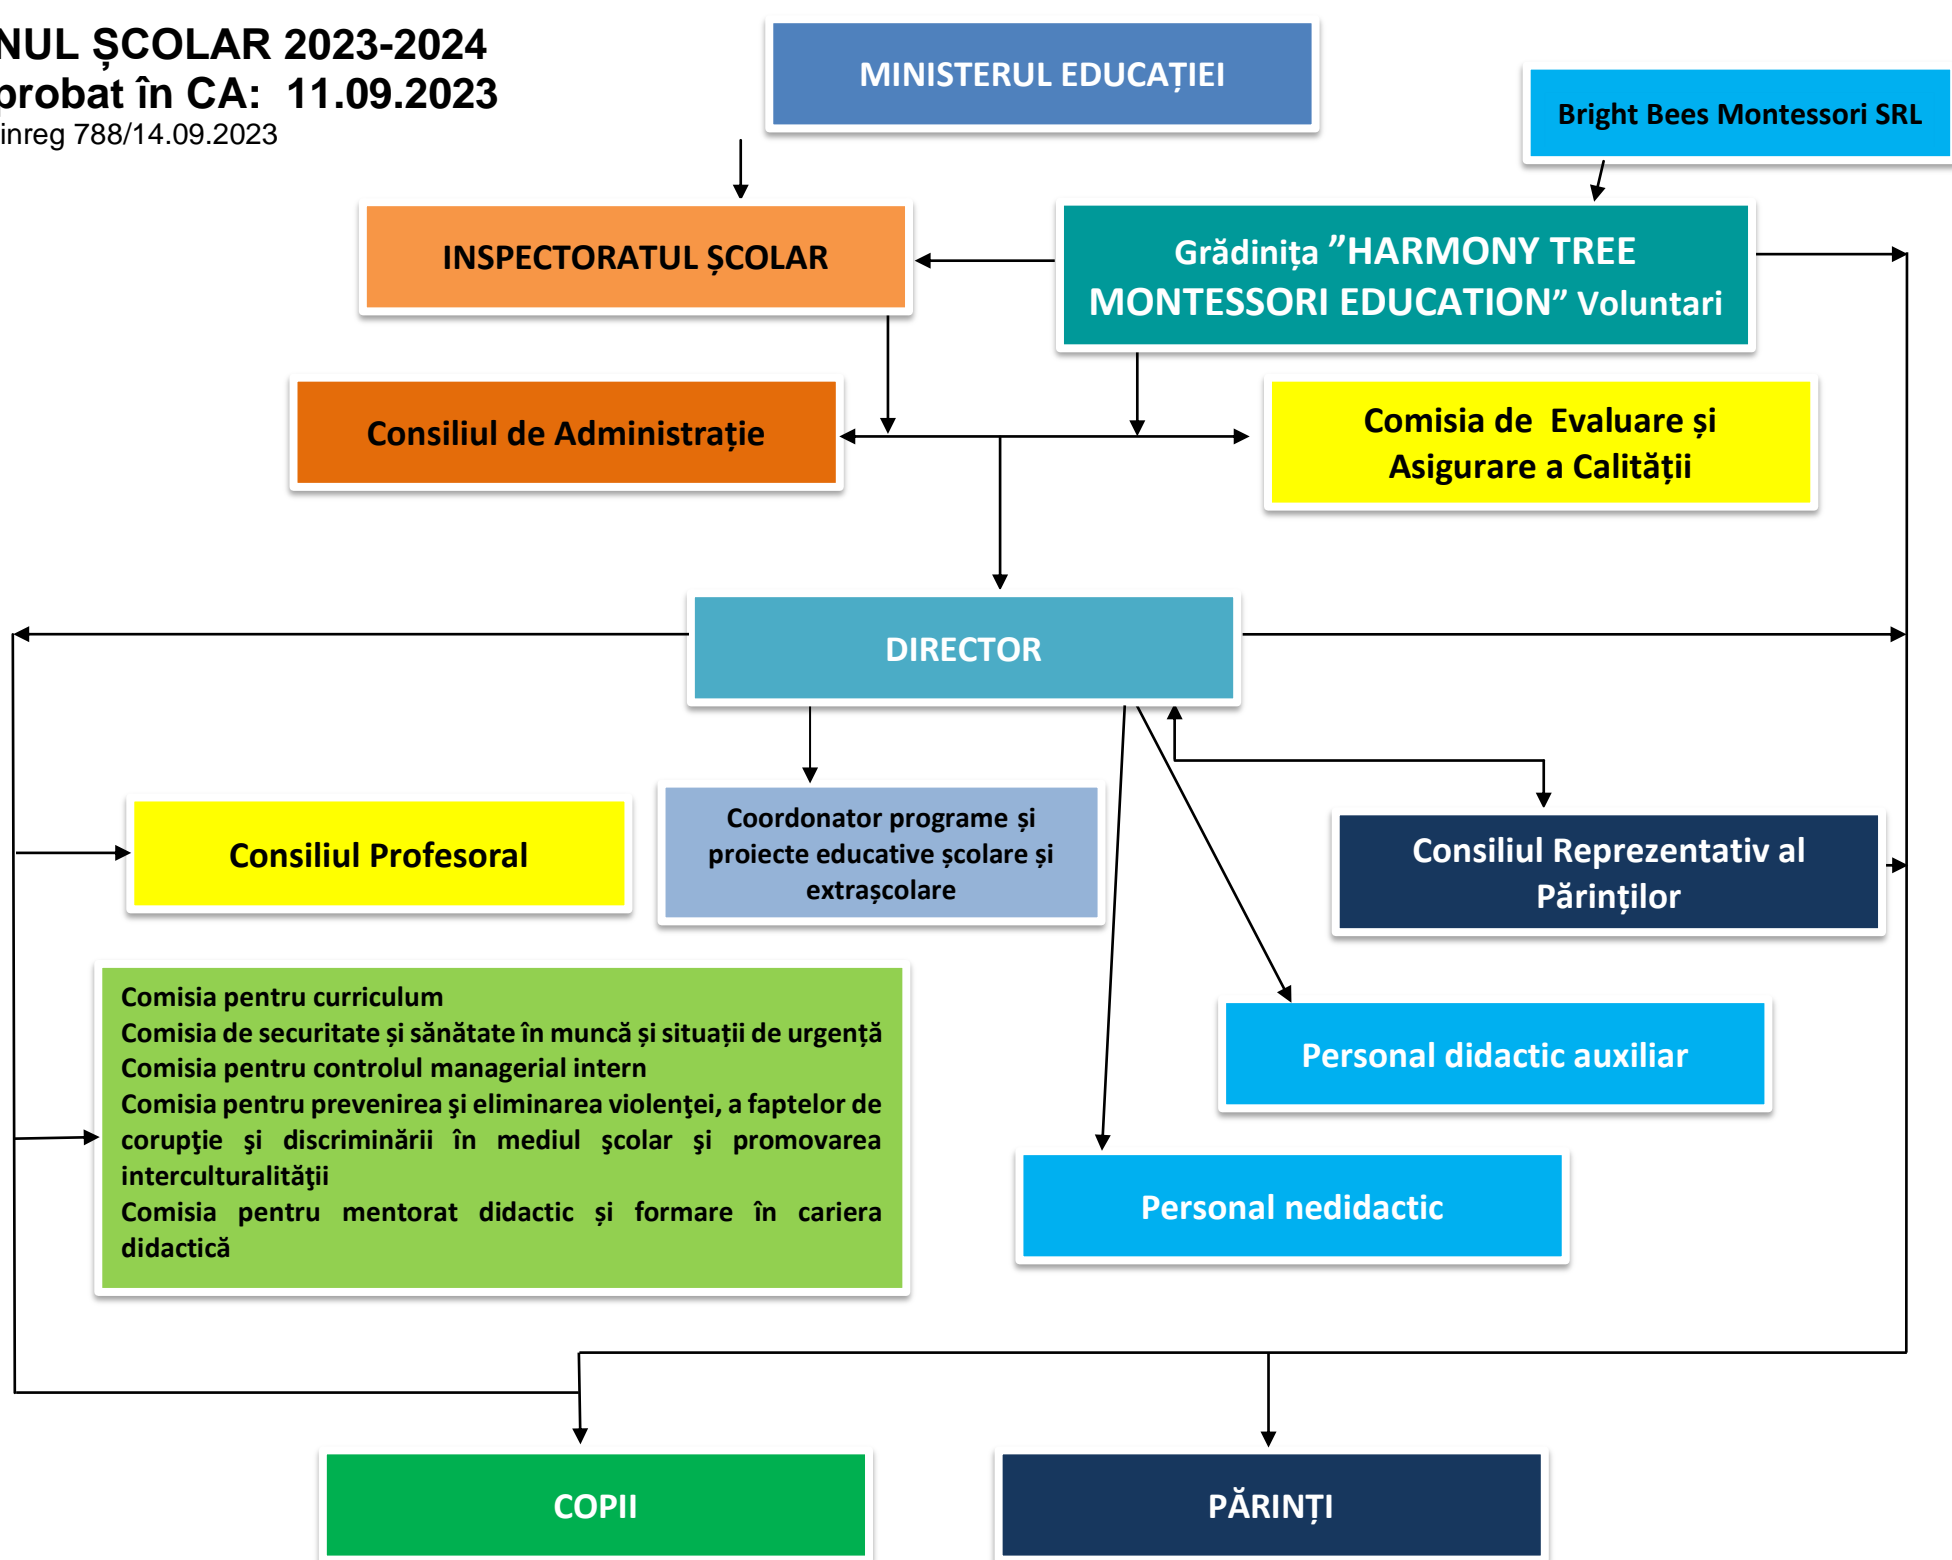 NUL ȘCOLAR 2023-2024
probat în CA: 11.09.2023
inreg 788/14.09.2023
MINISTERUL EDUCAȚIEI
Bright Bees Montessori SRL
INSPECTORATUL ȘCOLAR
Grădinița ”HARMONY TREE
MONTESSORI EDUCATION” Voluntari
Consiliul de Administrație
Comisia de Evaluare și
Asigurare a Calității
DIRECTOR
Consiliul Profesoral
Coordonator programe și
proiecte educative școlare și
extrașcolare
Consiliul Reprezentativ al
Părinților
Comisia pentru curriculum
Comisia de securitate și sănătate în muncă și situații de urgență
Comisia pentru controlul managerial intern
Comisia pentru prevenirea şi eliminarea violenţei, a faptelor de
corupţie şi discriminării în mediul şcolar şi promovarea
interculturalităţii
Comisia pentru mentorat didactic și formare în cariera
didactică
Personal didactic auxiliar
Personal nedidactic
COPII
PĂRINȚI